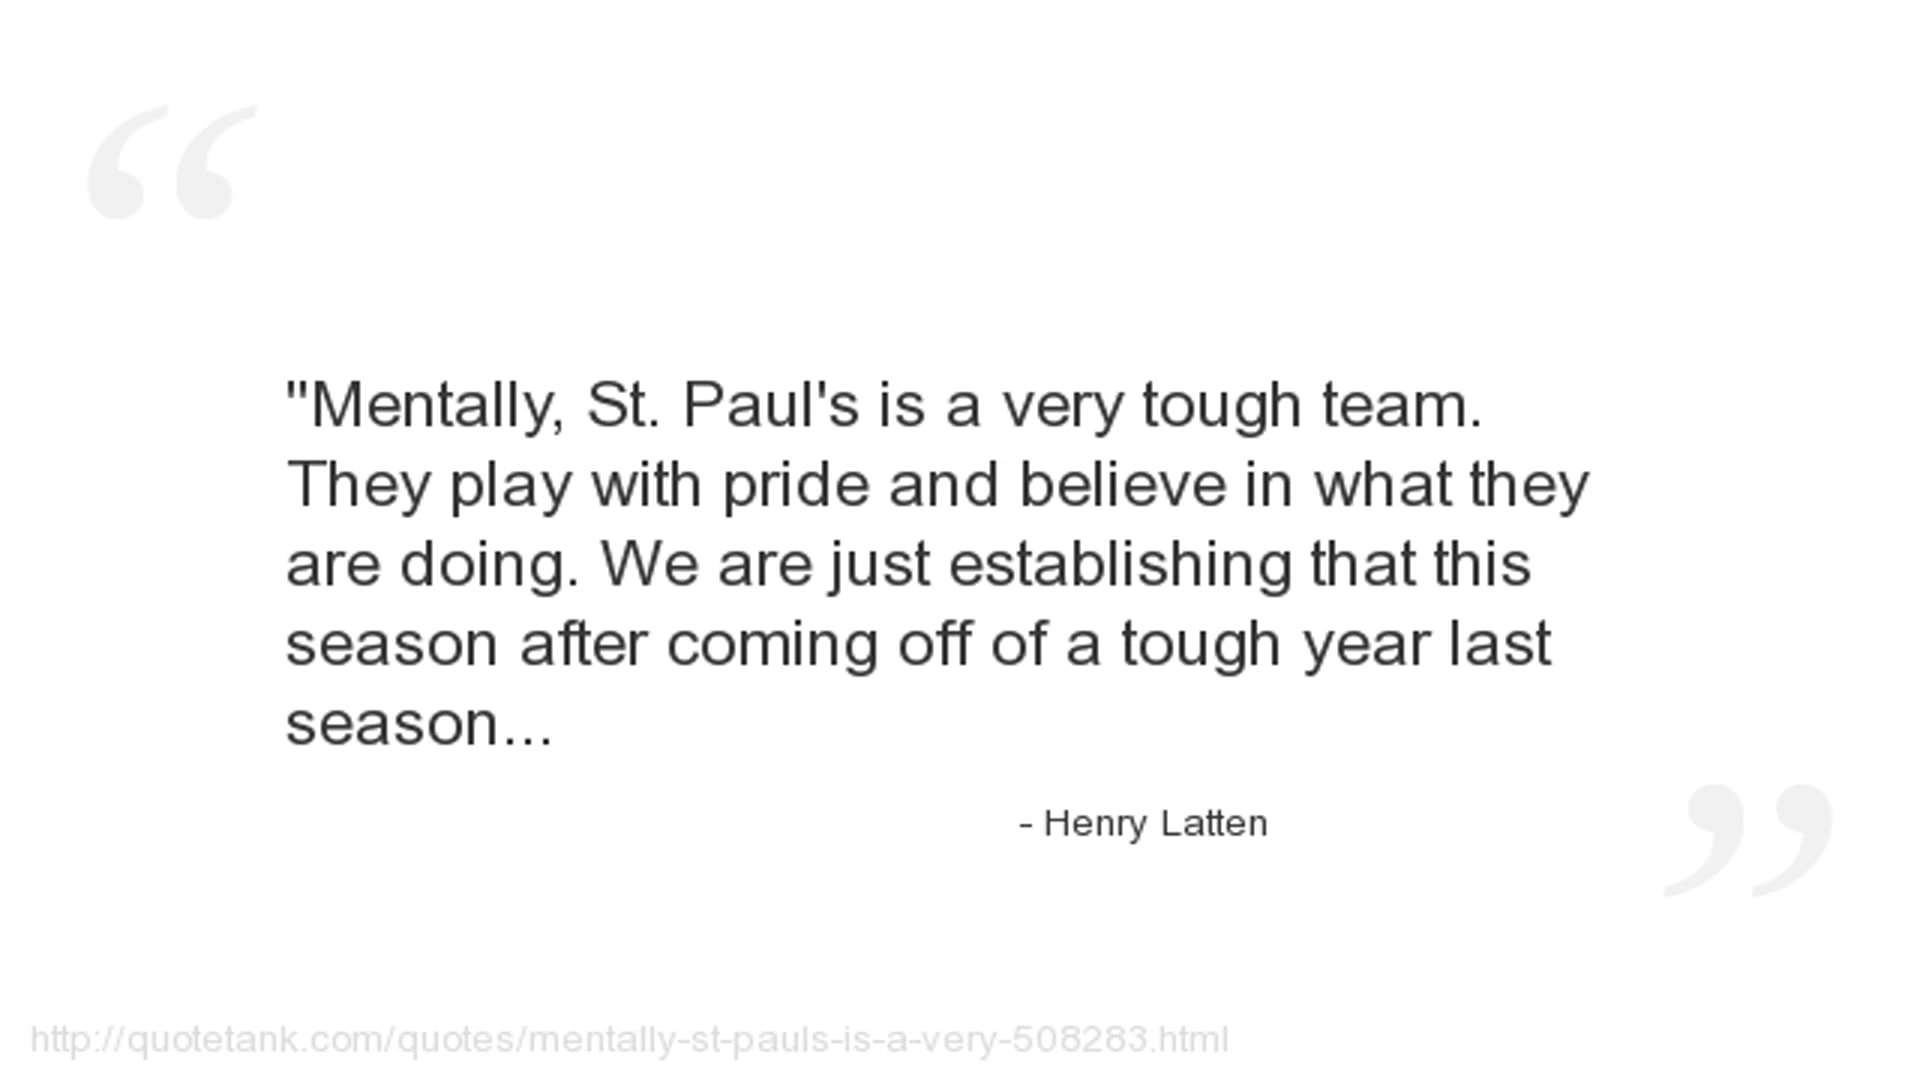 “
"Mentally, St. Paul's is a very tough team.
They play with pride and believe in what they
are doing. We are just establishing that this
season after coming off of a tough year last
season...
- Henry Latten
”
http://quotetank.com/quotes/mentally-st-pauls-is-a-very-508283.html